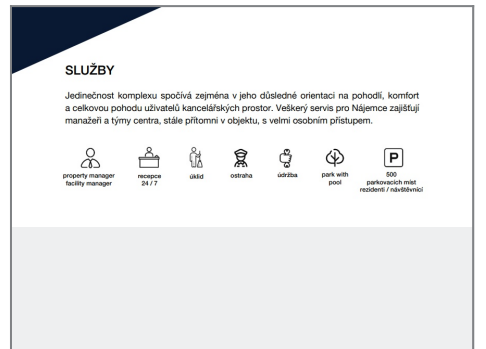 SLUŽBY
Jedinečnost komplexu spočívá zejména v jeho důsledné orientaci na pohodlí, komfort
a celkovou pohodu uživatelů kancelářských prostor. Veškerý servis pro Nájemce zajišťují
manažeři a týmy centra, stále přítomni v objektu, s velmi osobním přístupem.
P
property manager
facility manager
recepce
24 / 7
úklid
ostraha
údržba
park with
pool
500
parkovacích míst
rezidenti / návštěvníci